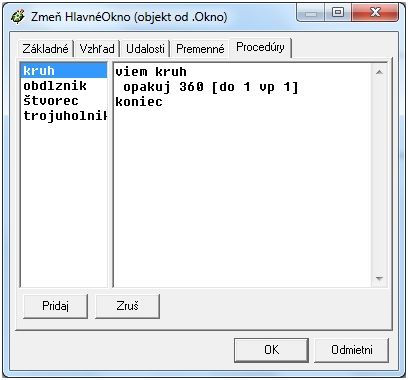 Zmeň HlavnéOkno (objekt od .Okno)
Základné Vzhľad Udalosti Premenné Procedúry
kruh
obdlznik
štvorec
trojuholnik
viem kruh
opakuj 360 [do 1 vp 1]
koniec
Pridaj Zruš
OK Odmietni